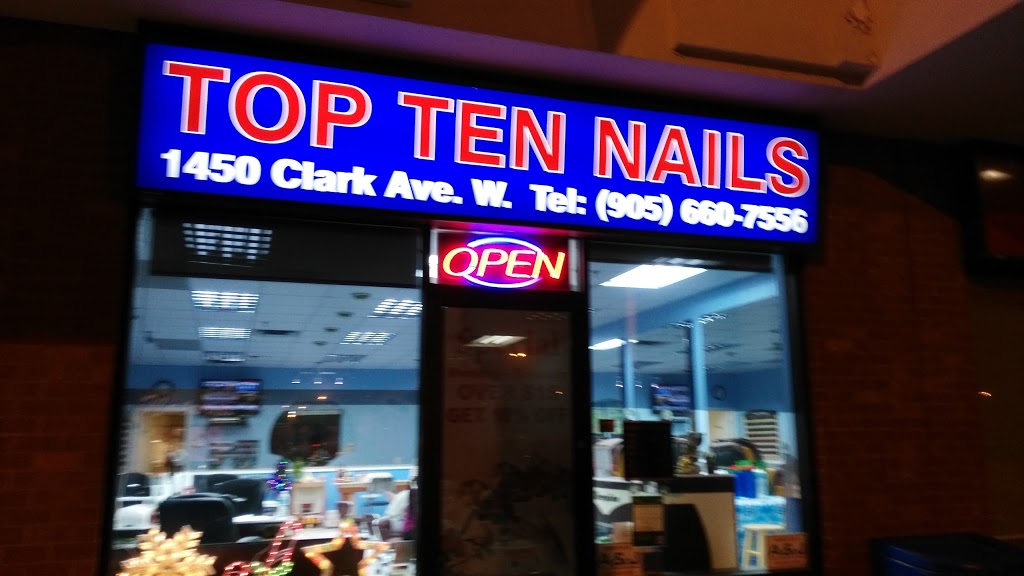 TOP TEN NAILS
1450 Clark Ave. W. Tel: (905) 660-7556
OPEN